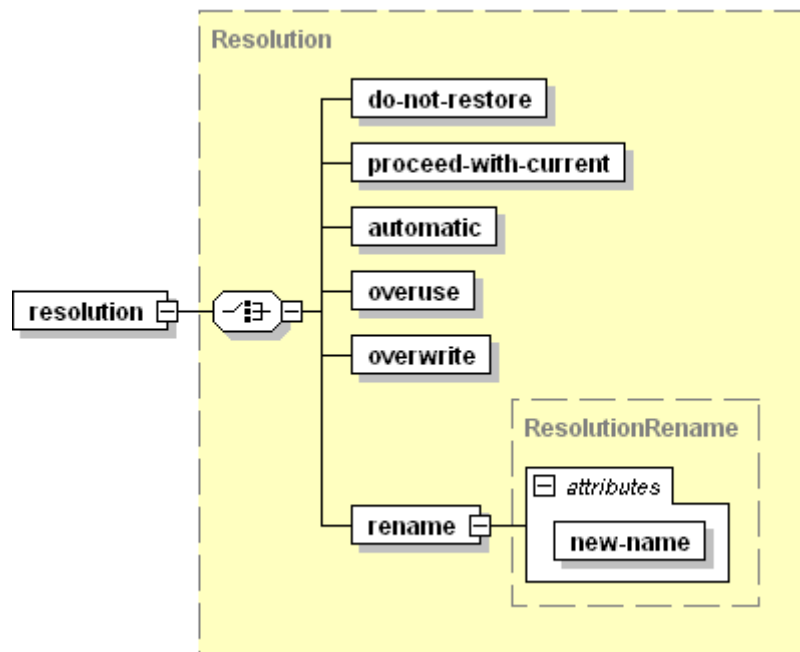 Resolution
do-not-restore
proceed-with-current
automatic
resolution
overuse
overwrite
ResolutionRename
attributes
rename
new-name